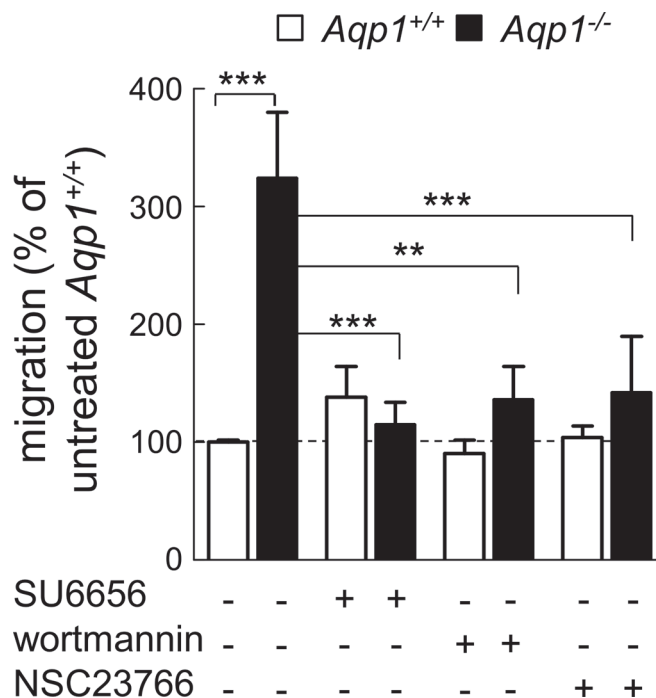 Aqp1+/+ Aqp1-/-
migration (% of
untreated Aqp1+/+)
400
300
200
100
0
***
***
**
***
SU6656 - - + + - - - -
wortmannin - - - - + + - -
NSC23766 - - - - - - + +